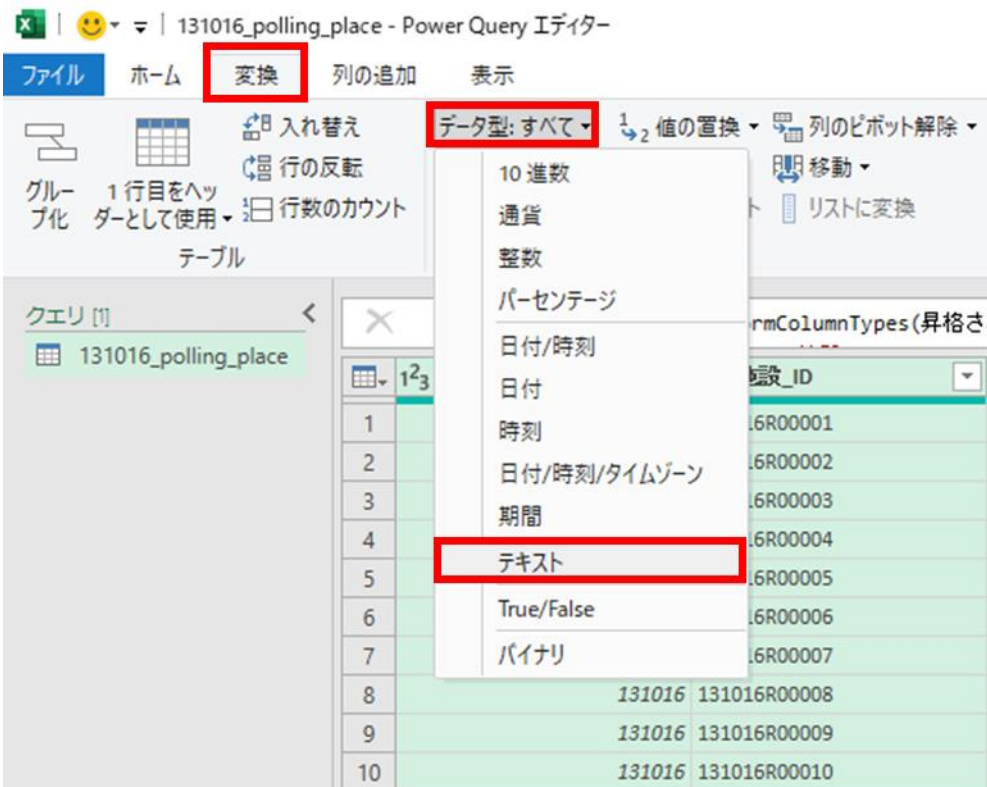 131016_polling_place - Power Query エディター
ファイル ホーム 変換 列の追加 表示
グループ化
1 行目をヘッダーとして使用
入れ替え
行の反転
行数のカウント
テーブル
データ型: すべて
値の置換
列のピボット解除
移動
リストに変換
10 進数
通貨
整数
パーセンテージ
日付/時刻
日付
時刻
日付/時刻/タイムゾーン
期間
テキスト
True/False
バイナリ
クエリ [1]
131016_polling_place
rmColumnTypes(昇格さ
123 設_ID
1 6R00001
2 6R00002
3 6R00003
4 6R00004
5 6R00005
6 6R00006
7 6R00007
8 131016 131016R00008
9 131016 131016R00009
10 131016 131016R00010